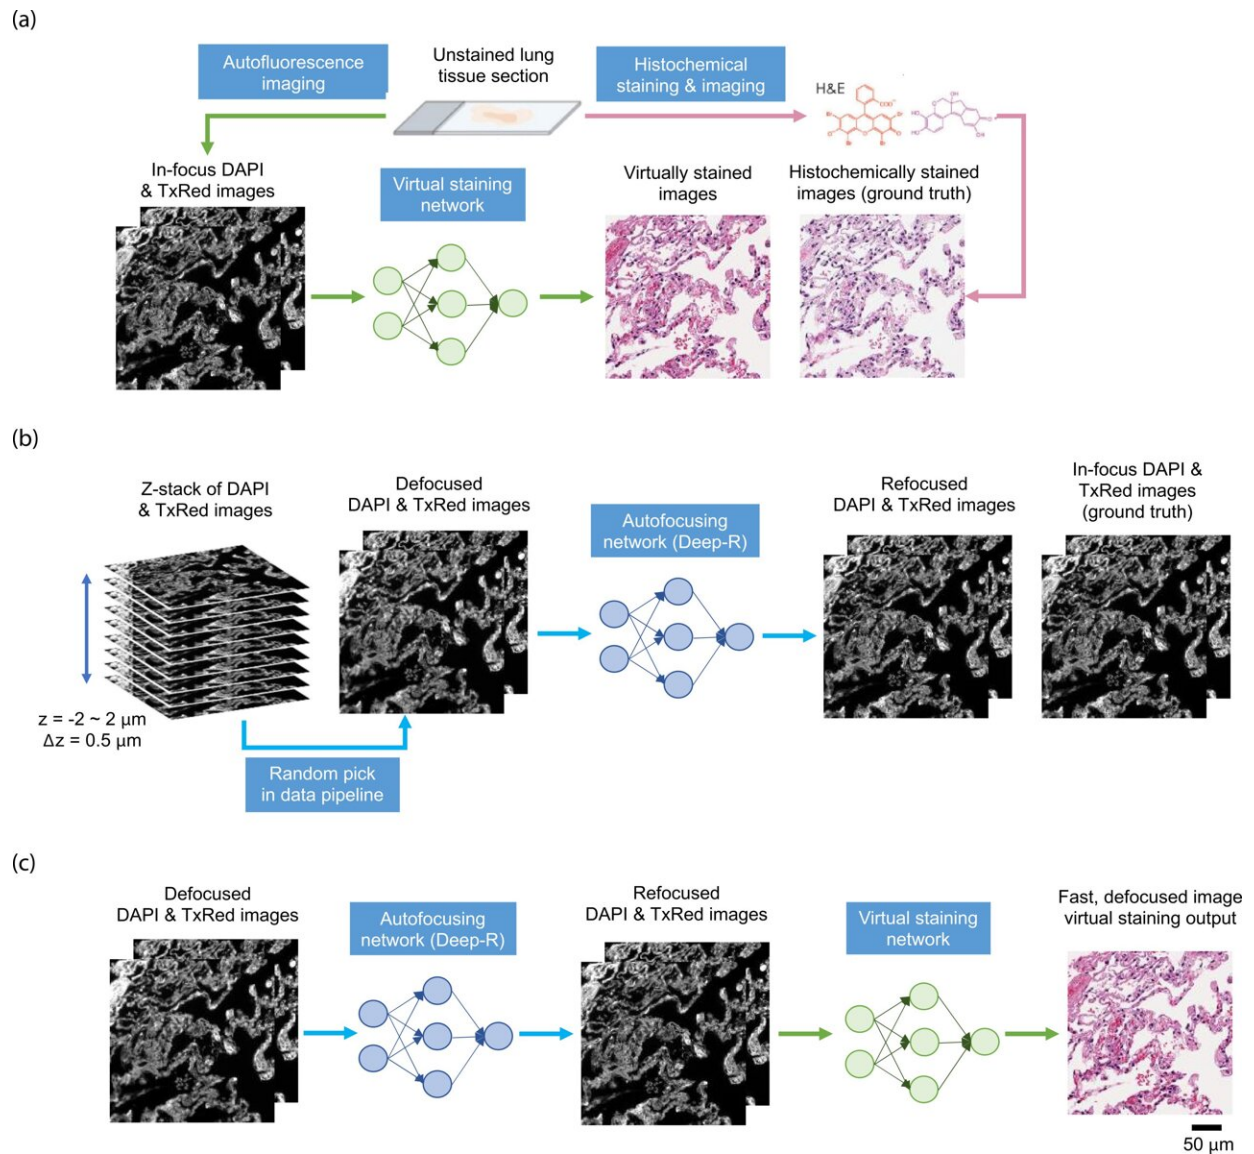 (a)
Autofluorescence
imaging
Unstained lung
tissue section
Histochemical
staining & imaging
H&E
In-focus DAPI
& TxRed images
Virtual staining
network
Virtually stained
images
Histochemically stained
images (ground truth)
(b)
Z-stack of DAPI
& TxRed images
Defocused
DAPI & TxRed images
Autofocusing
network (Deep-R)
Refocused
DAPI & TxRed images
In-focus DAPI &
TxRed images
(ground truth)
z = -2 ~ 2 μm
Δz = 0.5 μm
Random pick
in data pipeline
(c)
Defocused
DAPI & TxRed images
Autofocusing
network (Deep-R)
Refocused
DAPI & TxRed images
Virtual staining
network
Fast, defocused image
virtual staining output
50 μm